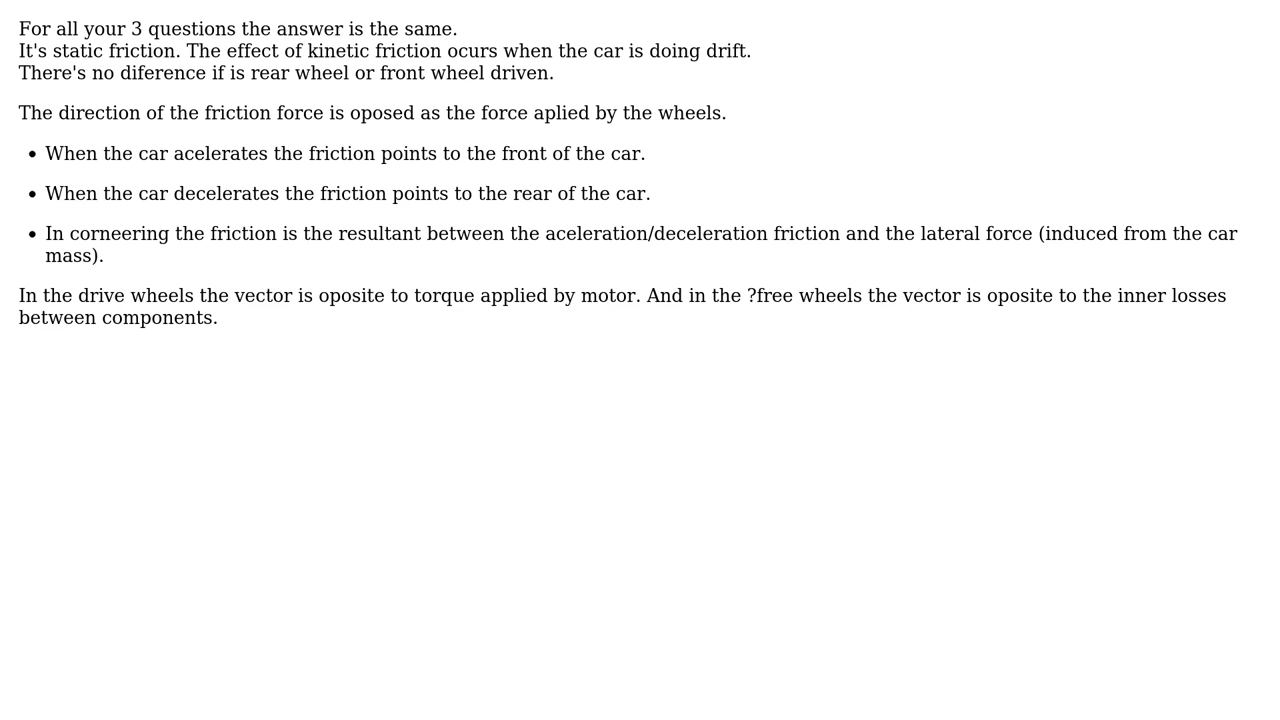 For all your 3 questions the answer is the same.
It's static friction. The effect of kinetic friction ocurs when the car is doing drift.
There's no diference if is rear wheel or front wheel driven.
The direction of the friction force is oposed as the force aplied by the wheels.
• When the car acelerates the friction points to the front of the car.
• When the car decelerates the friction points to the rear of the car.
• In corneering the friction is the resultant between the aceleration/deceleration friction and the lateral force (induced from the car
mass).
In the drive wheels the vector is oposite to torque applied by motor. And in the ?free wheels the vector is oposite to the inner losses
between components.